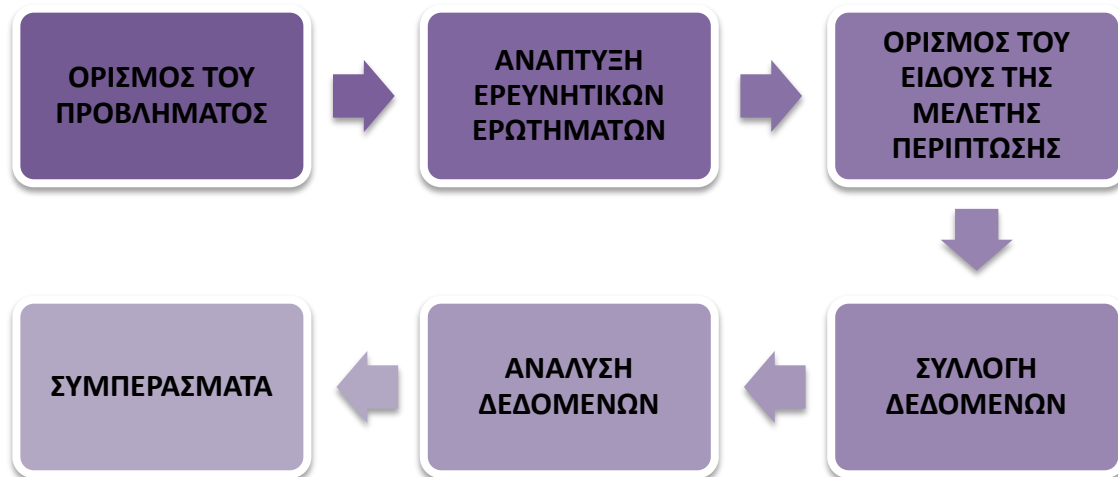 ΟΡΙΣΜΟΣ ΤΟΥ
ΠΡΟΒΛΗΜΑΤΟΣ
ΑΝΑΠΤΥΞΗ
ΕΡΕΥΝΗΤΙΚΩΝ
ΕΡΩΤΗΜΑΤΩΝ
ΟΡΙΣΜΟΣ ΤΟΥ
ΕΙΔΟΥΣ ΤΗΣ
ΜΕΛΕΤΗΣ
ΠΕΡΙΠΤΩΣΗΣ
ΣΥΛΛΟΓΗ
ΔΕΔΟΜΕΝΩΝ
ΑΝΑΛΥΣΗ
ΔΕΔΟΜΕΝΩΝ
ΣΥΜΠΕΡΑΣΜΑΤΑ